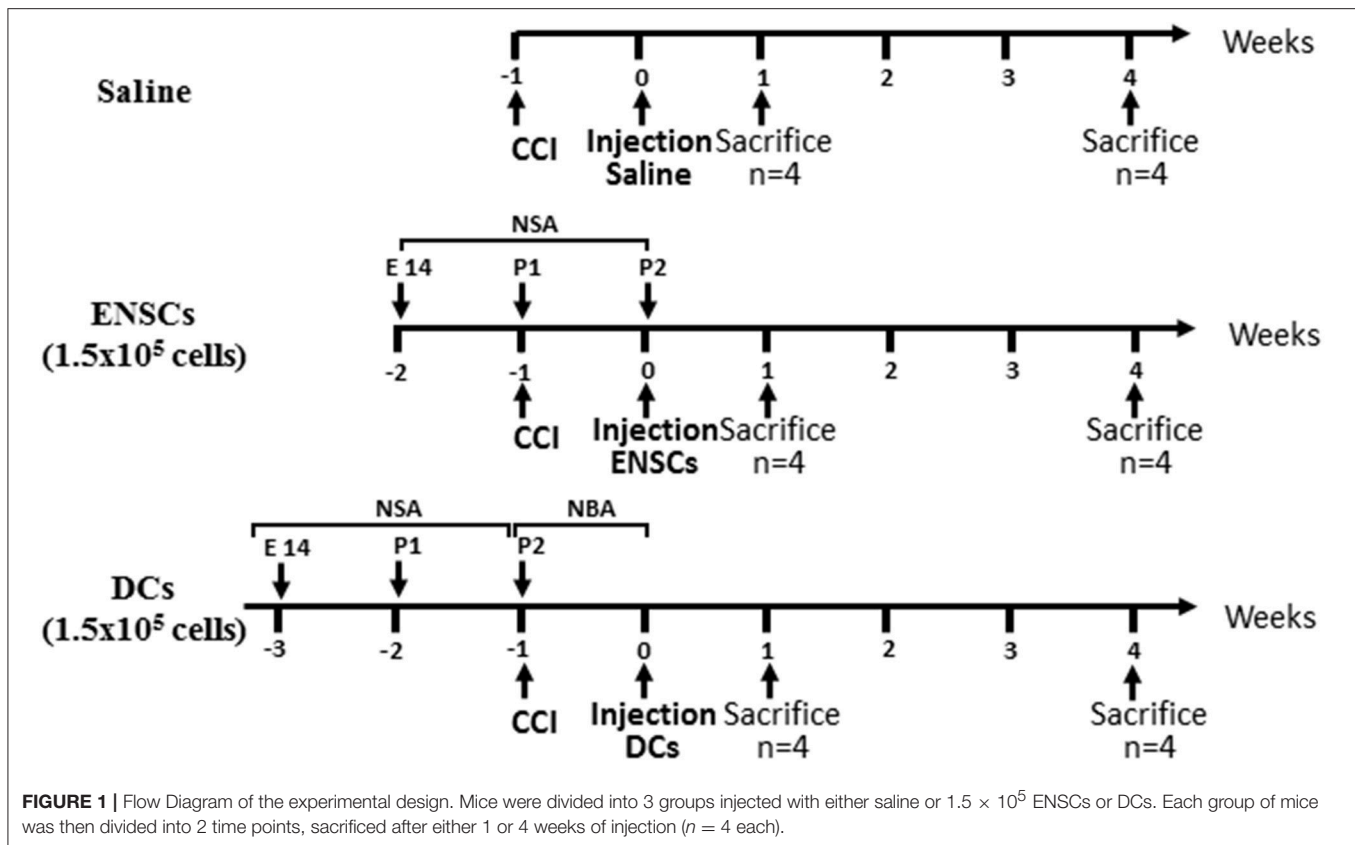 Saline
Weeks
-1 0 1 2 3 4
CCI
Injection Saline
Sacrifice n=4
Sacrifice n=4
ENSCs
(1.5x10⁵ cells)
NSA
E 14 P1 P2
Weeks
-2 -1 0 1 2 3 4
CCI
Injection ENSCs
Sacrifice n=4
Sacrifice n=4
DCs
(1.5x10⁵ cells)
NSA NBA
E 14 P1 P2
Weeks
-3 -2 -1 0 1 2 3 4
CCI
Injection DCs
Sacrifice n=4
Sacrifice n=4
FIGURE 1 | Flow Diagram of the experimental design. Mice were divided into 3 groups injected with either saline or 1.5 × 10⁵ ENSCs or DCs. Each group of mice
was then divided into 2 time points, sacrificed after either 1 or 4 weeks of injection (n = 4 each).